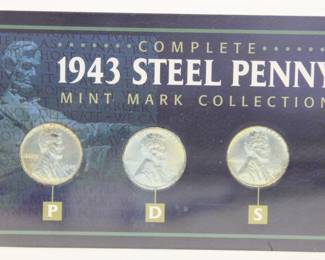 COMPLETE
1943 STEEL PENNY
MINT MARK COLLECTION
P D S